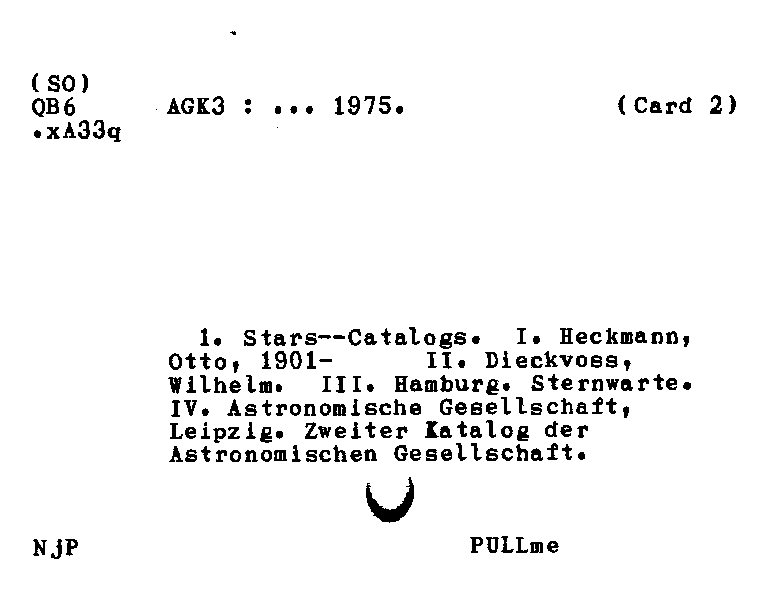 (SO)
QB6 AGK3 : ... 1975. (Card 2)
.xA33q
1. Stars--Catalogs. I. Heckmann,
Otto, 1901- II. Dieckvoss,
Wilhelm. III. Hamburg. Sternwarte.
IV. Astronomische Gesellschaft,
Leipzig. Zweiter Katalog der
Astronomischen Gesellschaft.
NjP PULLme